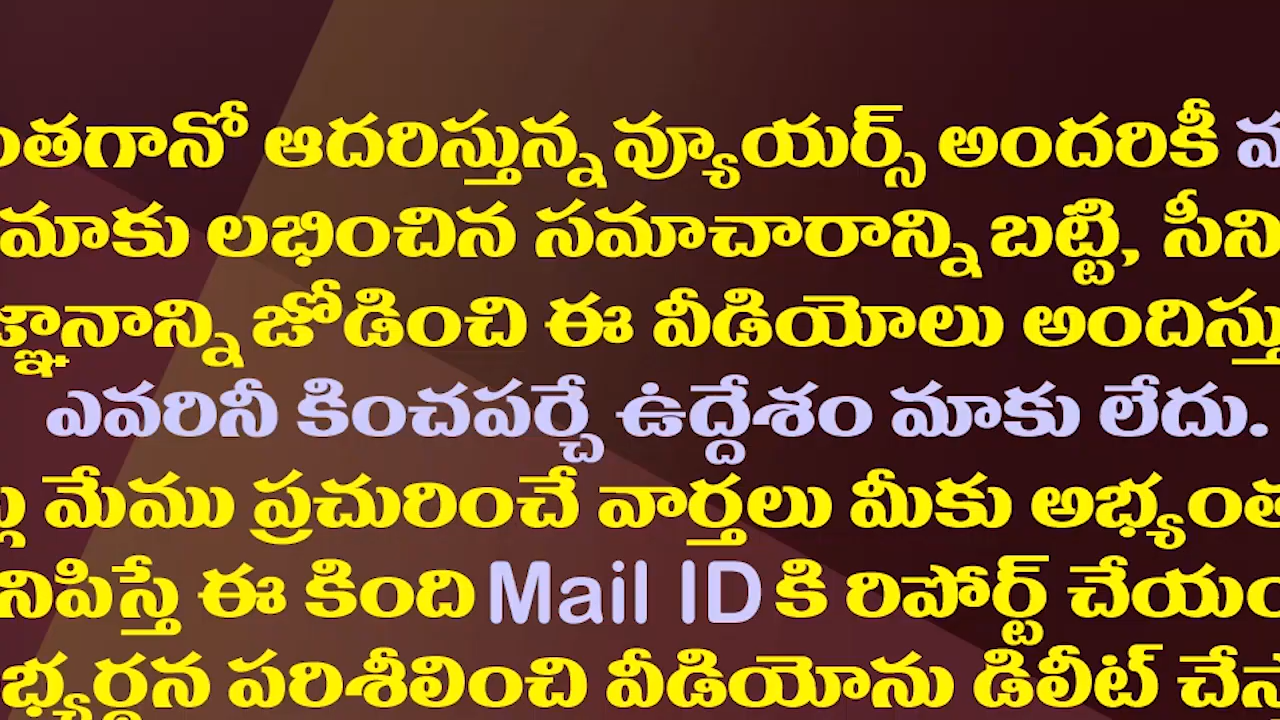 ంతగానో ఆదరిస్తున్న వ్యూయర్స్ అందరికీ
మాకు లభించిన సమాచారాన్ని బట్టి, సీని
జ్ఞానాన్ని జోడించి ఈ వీడియోలు అందిస్తు
ఎవరినీ కించపర్చే ఉద్దేశం మాకు లేదు.
మేము ప్రచురించే వార్తలు మీకు అభ్యంత
నిపిస్తే ఈ కింది Mail ID కి రిపోర్ట్ చేయం
భ్యర్థన పరిశీలించి వీడియోను డిలీట్ చేస